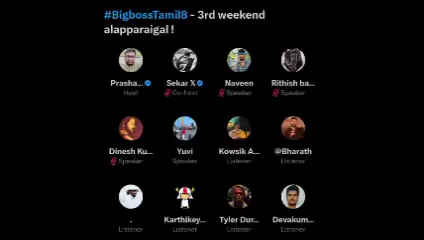 #BigbossTamil8 - 3rd weekend
alapparaigal !
Prasha... Sekar X Naveen Rithish ba...
Host Co-host Speaker Speaker
Dinesh Ku... Yuvi Kowsik A... @Bharath
Speaker Speaker Listener Listener
. Karthikey... Tyler Dur... Devakum...
Listener Listener Listener Listener